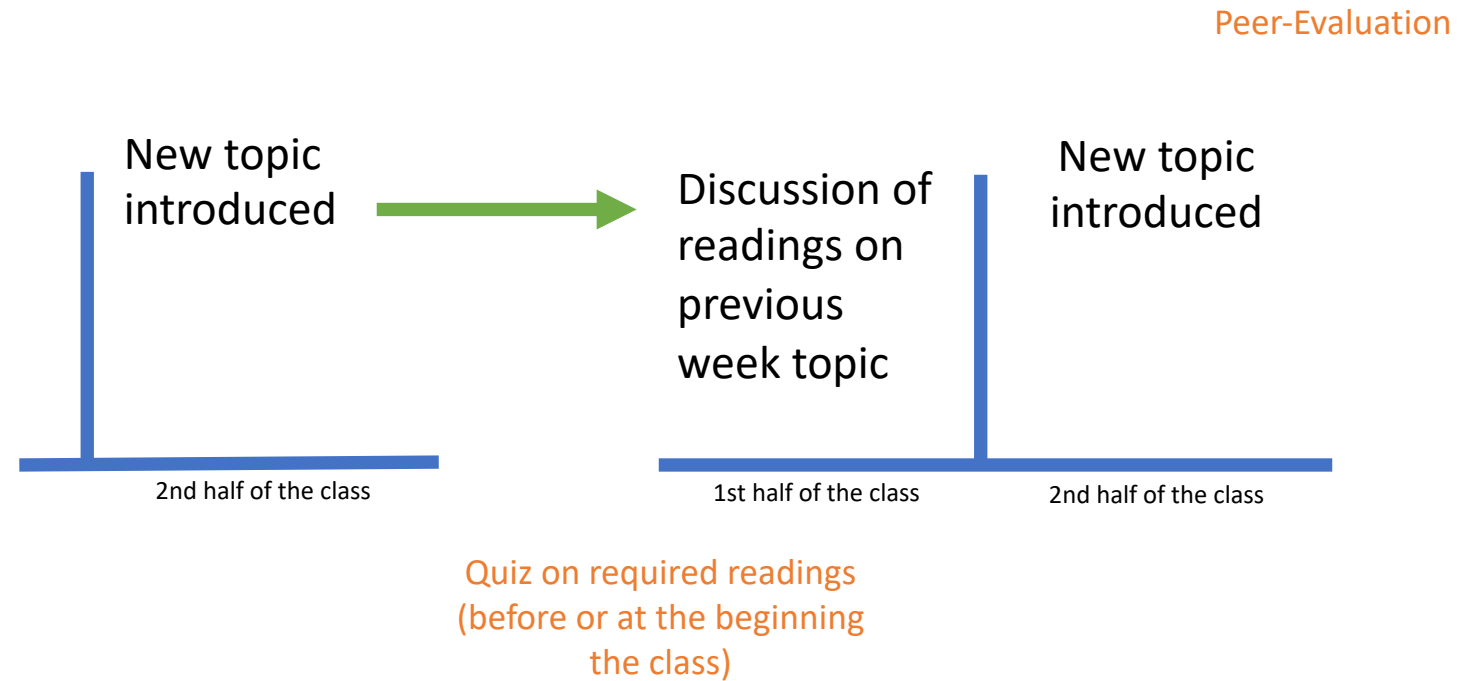 Peer-Evaluation
New topic
introduced
Discussion of
readings on
previous
week topic
New topic
introduced
2nd half of the class
1st half of the class
2nd half of the class
Quiz on required readings
(before or at the beginning
the class)